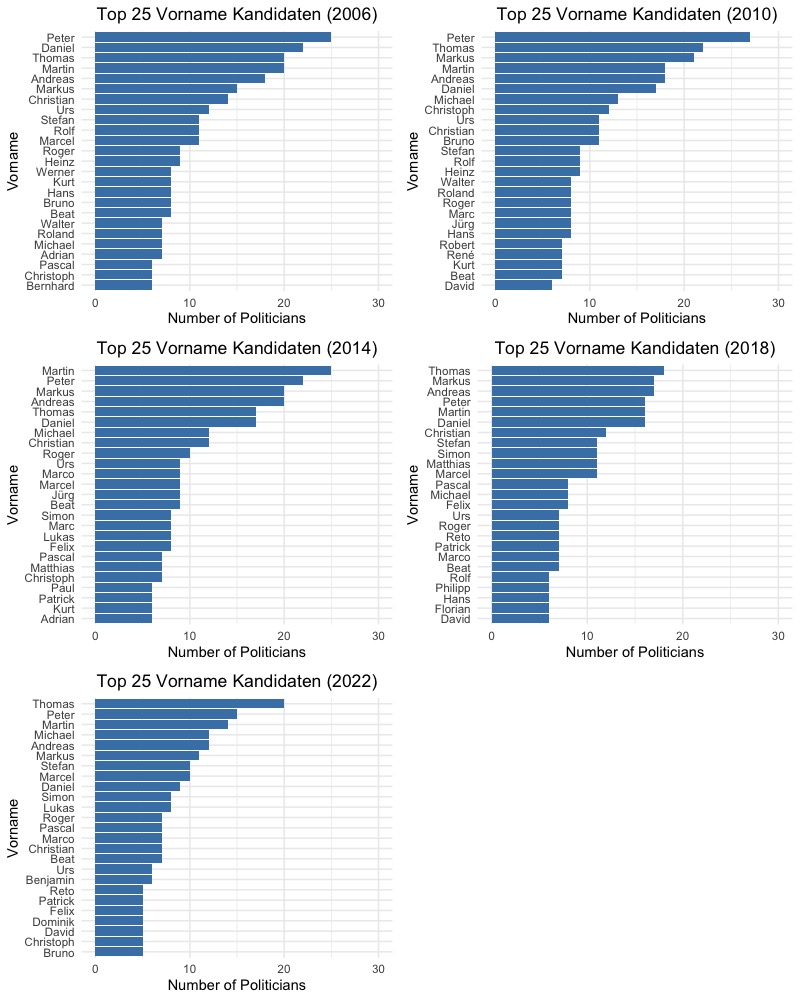 Top 25 Vorname Kandidaten (2006)
Vorname
Peter
Daniel
Thomas
Martin
Andreas
Markus
Christian
Urs
Stefan
Rolf
Marcel
Roger
Heinz
Werner
Kurt
Hans
Bruno
Beat
Walter
Roland
Michael
Adrian
Pascal
Christoph
Bernhard
0 10 20 30
Number of Politicians
Top 25 Vorname Kandidaten (2010)
Vorname
Peter
Thomas
Markus
Martin
Andreas
Daniel
Michael
Christoph
Urs
Christian
Bruno
Stefan
Rolf
Heinz
Walter
Roland
Roger
Marc
Jürg
Hans
Robert
René
Kurt
Beat
David
0 10 20 30
Number of Politicians
Top 25 Vorname Kandidaten (2014)
Vorname
Martin
Peter
Markus
Andreas
Thomas
Daniel
Michael
Christian
Roger
Urs
Marco
Marcel
Jürg
Beat
Simon
Marc
Lukas
Felix
Pascal
Matthias
Christoph
Paul
Patrick
Kurt
Adrian
0 10 20 30
Number of Politicians
Top 25 Vorname Kandidaten (2018)
Vorname
Thomas
Markus
Andreas
Peter
Martin
Daniel
Christian
Stefan
Simon
Matthias
Marcel
Pascal
Michael
Felix
Urs
Roger
Reto
Patrick
Marco
Beat
Rolf
Philipp
Hans
Florian
David
0 10 20 30
Number of Politicians
Top 25 Vorname Kandidaten (2022)
Vorname
Thomas
Peter
Martin
Michael
Andreas
Markus
Stefan
Marcel
Daniel
Simon
Lukas
Roger
Pascal
Marco
Christian
Beat
Urs
Benjamin
Reto
Patrick
Felix
Dominik
David
Christoph
Bruno
0 10 20 30
Number of Politicians